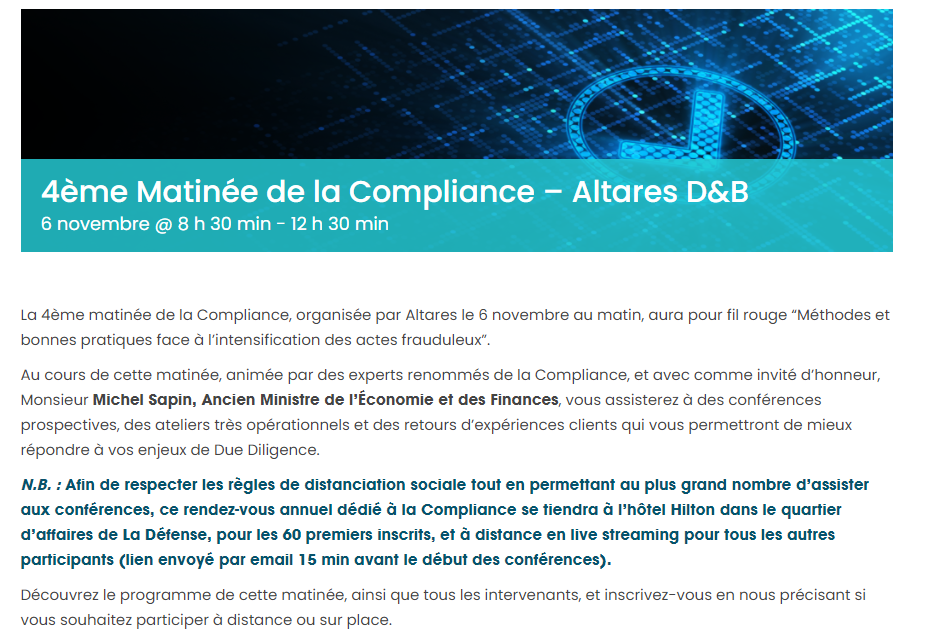 4ème Matinée de la Compliance – Altares D&B
6 novembre @ 8 h 30 min - 12 h 30 min
La 4ème matinée de la Compliance, organisée par Altares le 6 novembre au matin, aura pour fil rouge “Méthodes et
bonnes pratiques face à l’intensification des actes frauduleux”.
Au cours de cette matinée, animée par des experts renommés de la Compliance, et avec comme invité d’honneur,
Monsieur Michel Sapin, Ancien Ministre de l’Économie et des Finances, vous assisterez à des conférences
prospectives, des ateliers très opérationnels et des retours d’expériences clients qui vous permettront de mieux
répondre à vos enjeux de Due Diligence.
N.B. : Afin de respecter les règles de distanciation sociale tout en permettant au plus grand nombre d’assister
aux conférences, ce rendez-vous annuel dédié à la Compliance se tiendra à l’hôtel Hilton dans le quartier
d’affaires de La Défense, pour les 60 premiers inscrits, et à distance en live streaming pour tous les autres
participants (lien envoyé par email 15 min avant le début des conférences).
Découvrez le programme de cette matinée, ainsi que tous les intervenants, et inscrivez-vous en nous précisant si
vous souhaitez participer à distance ou sur place.